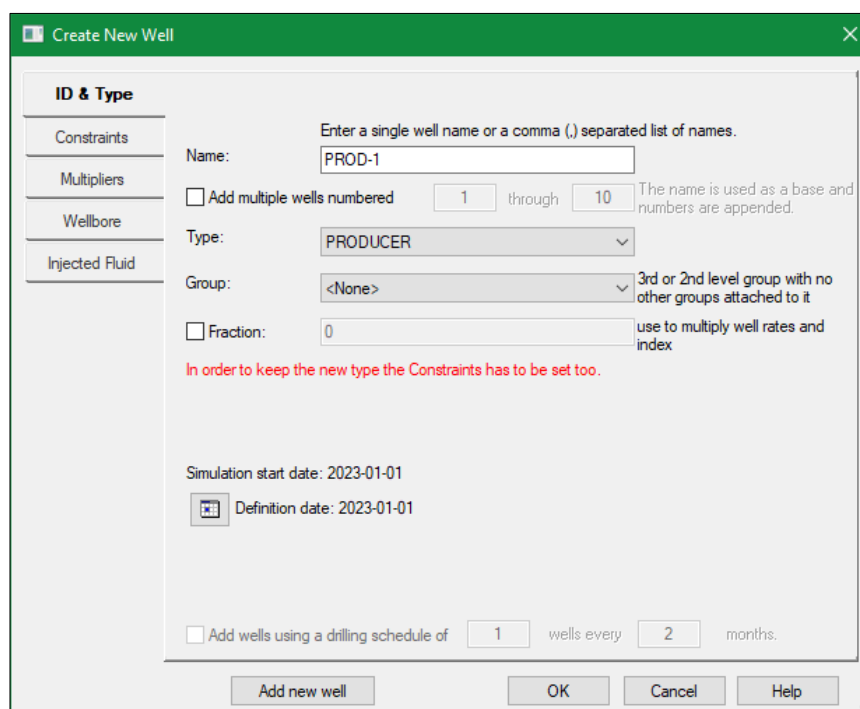 Create New Well
ID & Type
Constraints
Multipliers
Wellbore
Injected Fluid
Enter a single well name or a comma (,) separated list of names.
Name: PROD-1
Add multiple wells numbered 1 through 10 The name is used as a base and
numbers are appended.
Type: PRODUCER
Group: <None> 3rd or 2nd level group with no
other groups attached to it
Fraction: 0 use to multiply well rates and
index
In order to keep the new type the Constraints has to be set too.
Simulation start date: 2023-01-01
Definition date: 2023-01-01
Add wells using a drilling schedule of 1 wells every 2 months.
Add new well OK Cancel Help